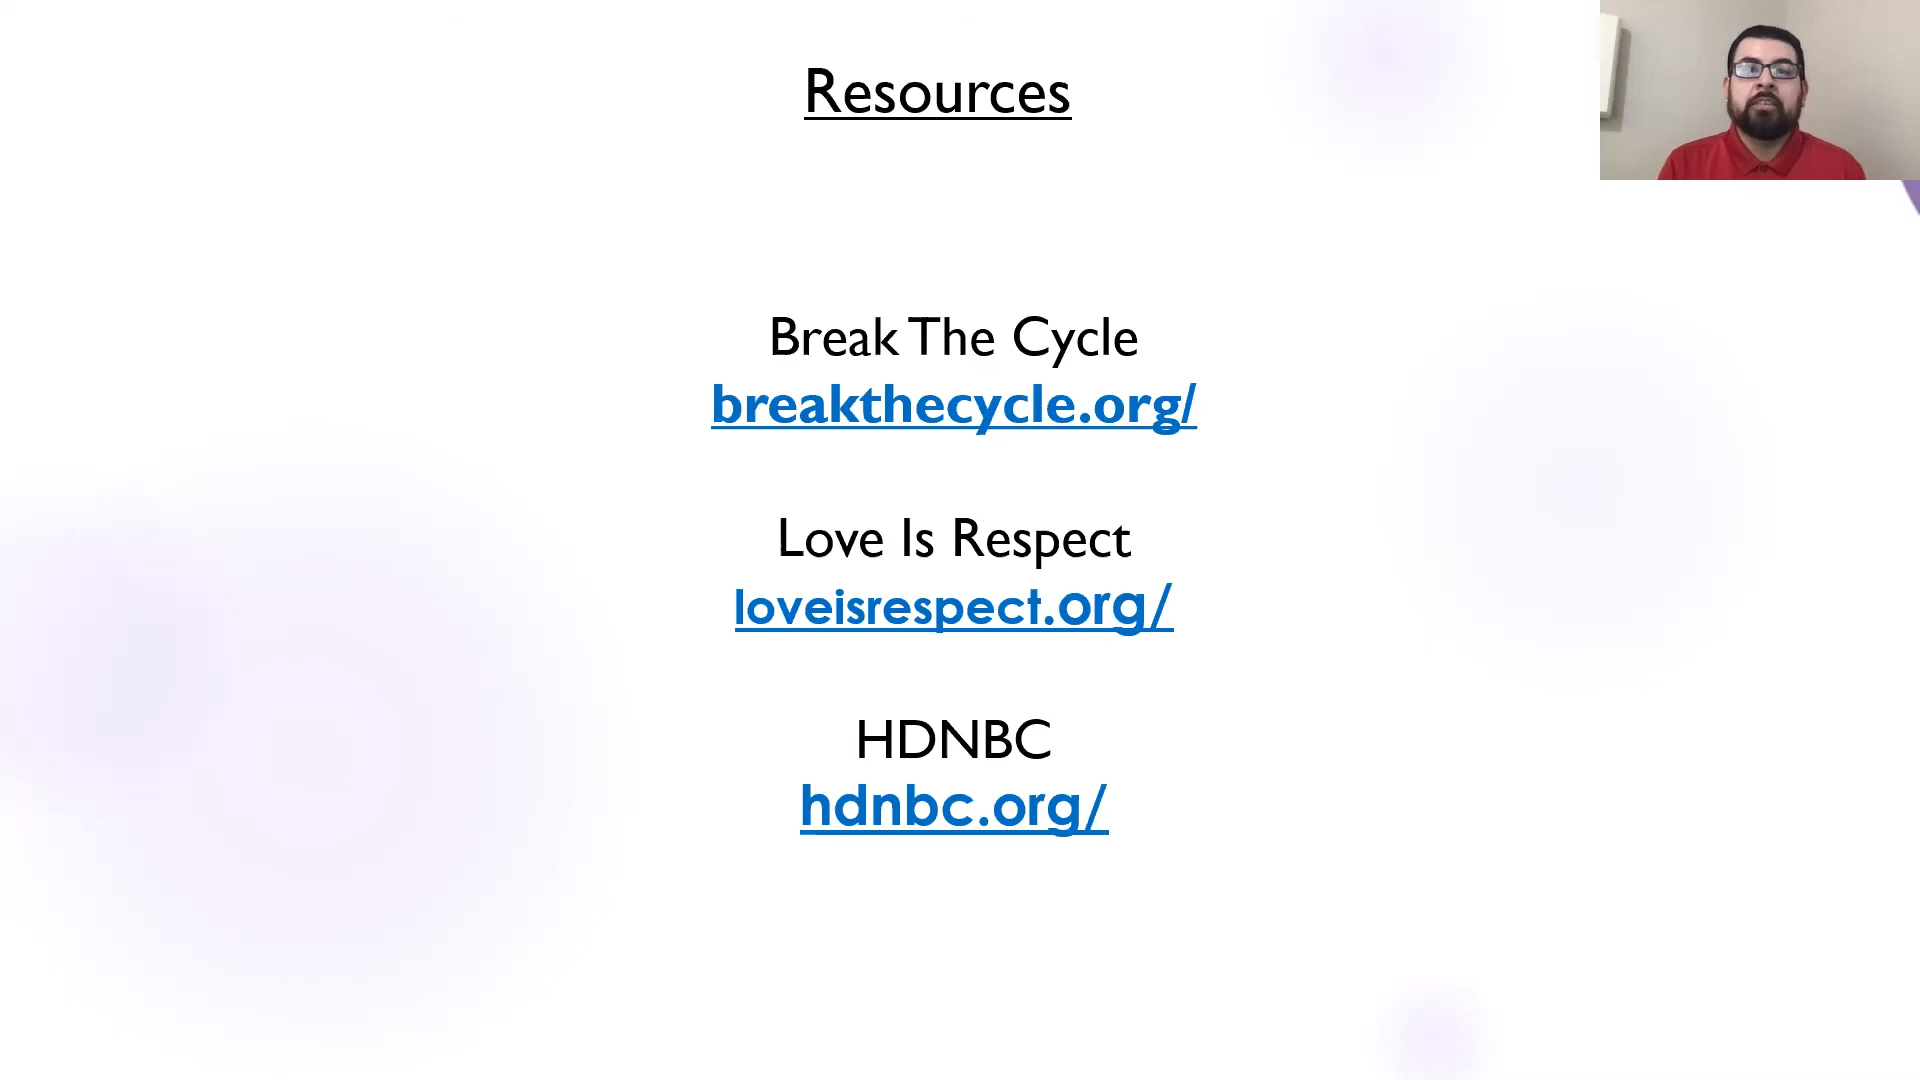 Resources
Break The Cycle
breakthecycle.org/
Love Is Respect
loveisrespect.org/
HDNBC
hdnbc.org/